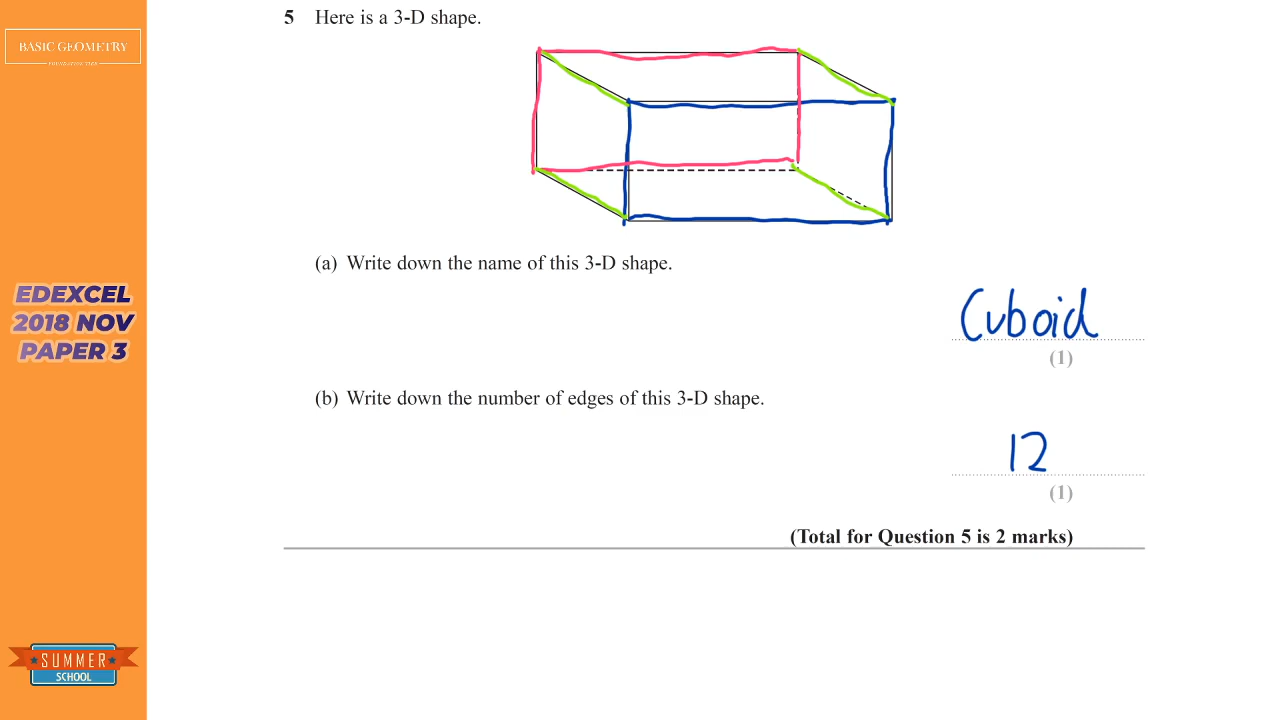 BASIC GEOMETRY
FOUNDATION TIER
EDEXCEL
2018 NOV
PAPER 3
SUMMER
SCHOOL
5 Here is a 3-D shape.
(a) Write down the name of this 3-D shape.
Cuboid
(1)
(b) Write down the number of edges of this 3-D shape.
12
(1)
(Total for Question 5 is 2 marks)